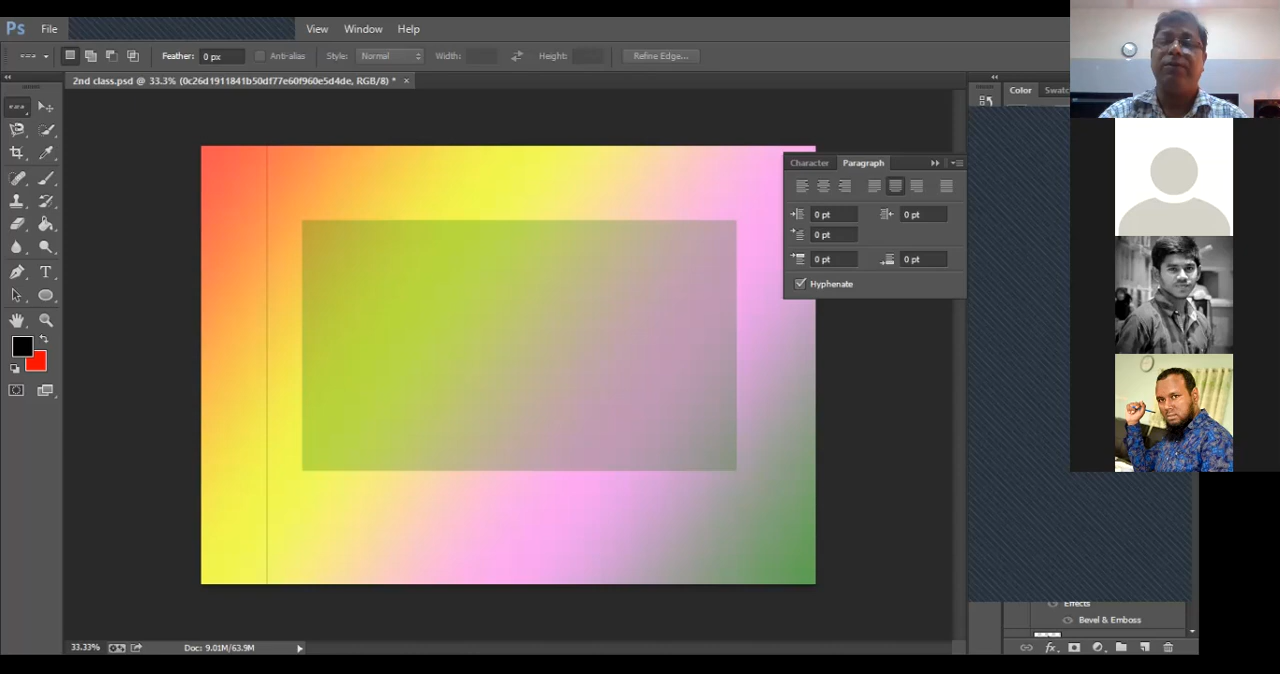 Ps File View Window Help
Feather: 0 px Anti-alias Style: Normal Width: Height: Refine Edge...
2nd class.psd @ 33.3% (0c26d1911841b50df77e60f960e5d4de, RGB/8) * ×
Color Swatc
Character Paragraph
0 pt 0 pt
0 pt
0 pt 0 pt
Hyphenate
T
Effects
Bevel & Emboss
33.33% Doc: 9.01M/63.9M
fx